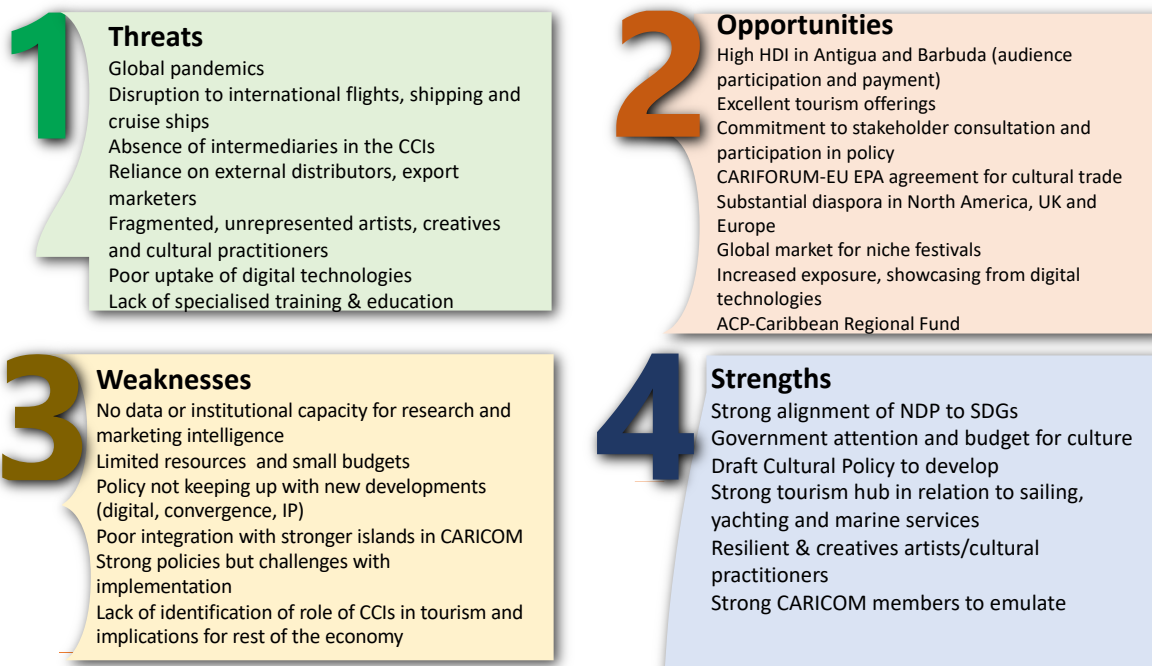 1
Threats
Global pandemics
Disruption to international flights, shipping and
cruise ships
Absence of intermediaries in the CCIs
Reliance on external distributors, export
marketers
Fragmented, unrepresented artists, creatives
and cultural practitioners
Poor uptake of digital technologies
Lack of specialised training & education
2
Opportunities
High HDI in Antigua and Barbuda (audience
participation and payment)
Excellent tourism offerings
Commitment to stakeholder consultation and
participation in policy
CARIFORUM-EU EPA agreement for cultural trade
Substantial diaspora in North America, UK and
Europe
Global market for niche festivals
Increased exposure, showcasing from digital
technologies
ACP-Caribbean Regional Fund
3
Weaknesses
No data or institutional capacity for research and
marketing intelligence
Limited resources and small budgets
Policy not keeping up with new developments
(digital, convergence, IP)
Poor integration with stronger islands in CARICOM
Strong policies but challenges with
implementation
Lack of identification of role of CCIs in tourism and
implications for rest of the economy
4
Strengths
Strong alignment of NDP to SDGs
Government attention and budget for culture
Draft Cultural Policy to develop
Strong tourism hub in relation to sailing,
yachting and marine services
Resilient & creatives artists/cultural
practitioners
Strong CARICOM members to emulate